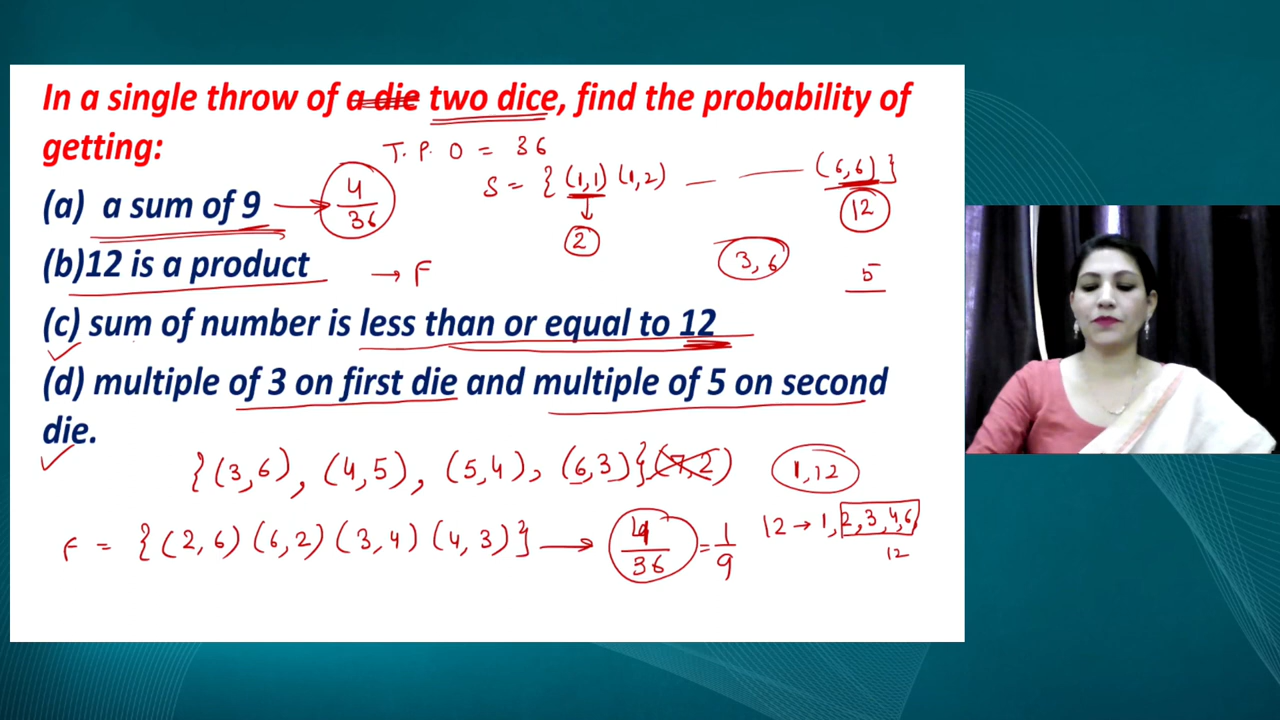 In a single throw of a die two dice, find the probability of
getting:
T. P. O = 36
S = { (1,1) (1,2) — — (6,6) }
(a) a sum of 9 → 4/36
2
12
(b)12 is a product → F
3, 6
5
(c) sum of number is less than or equal to 12
(d) multiple of 3 on first die and multiple of 5 on second
die.
{ (3,6), (4,5), (5,4), (6,3) } (7,2)
1, 12
12 → 1, 2, 3, 4, 6,
12
F = { (2,6) (6,2) (3,4) (4,3) } → 4/36 = 1/9